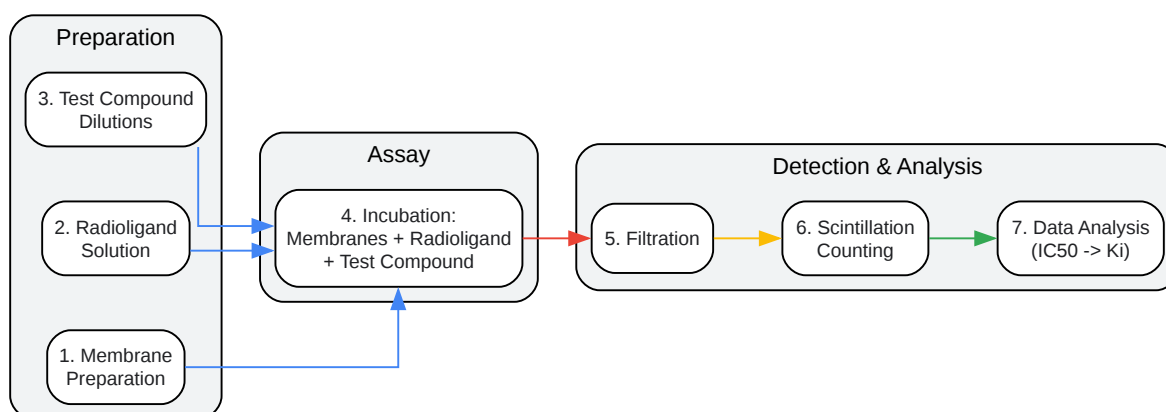 Preparation
3. Test Compound
Dilutions
2. Radioligand
Solution
1. Membrane
Preparation
Assay
4. Incubation:
Membranes + Radioligand
+ Test Compound
Detection & Analysis
5. Filtration
6. Scintillation
Counting
7. Data Analysis
(IC50 -> Ki)